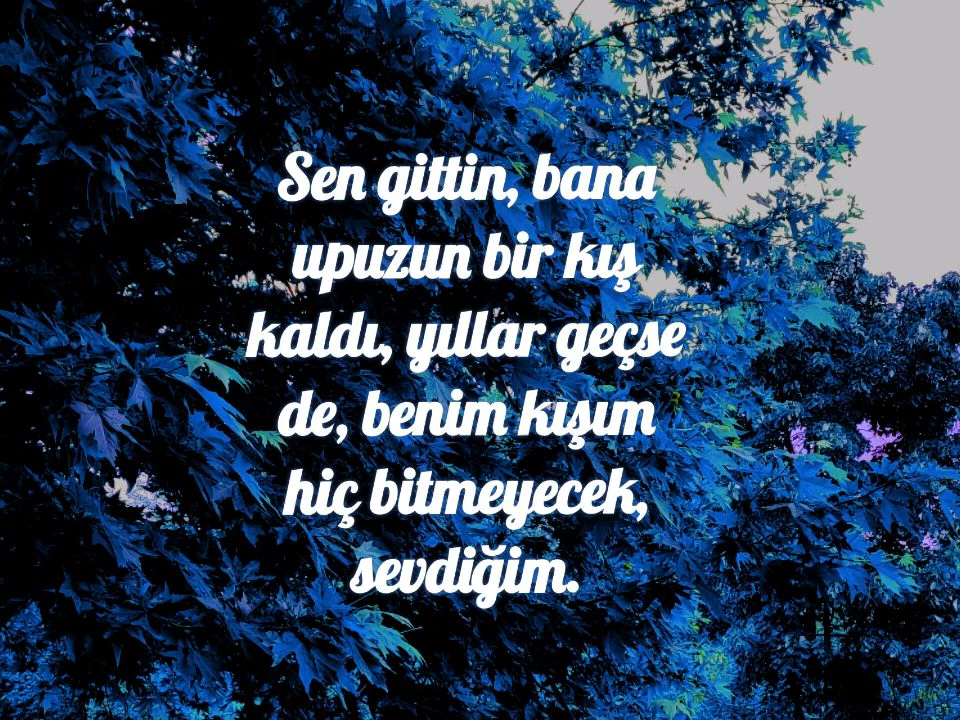 Sen gittin, bana
upuzun bir kış
kaldı, yıllar geçse
de, benim kışım
hiç bitmeyecek,
sevdiğim.